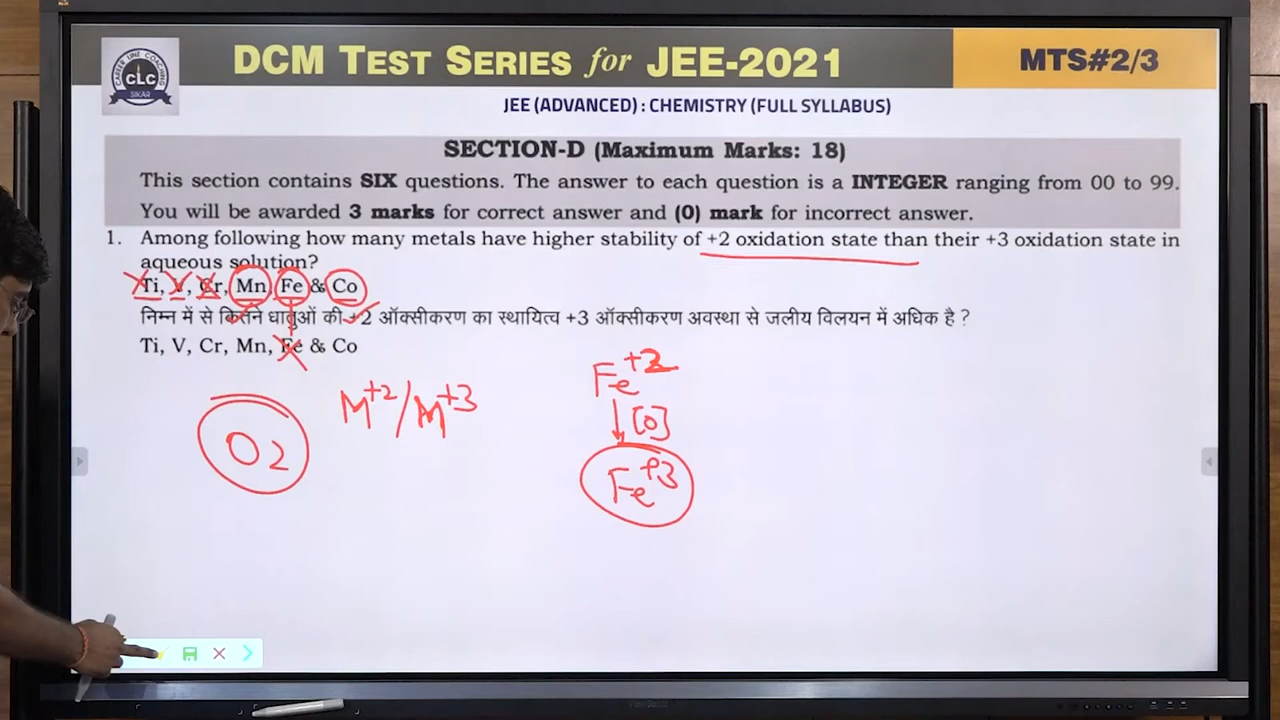 CAREER LINE COACHING
CLC
SIKAR
DCM TEST SERIES for JEE-2021
MTS#2/3
JEE (ADVANCED) : CHEMISTRY (FULL SYLLABUS)
SECTION-D (Maximum Marks: 18)
This section contains SIX questions. The answer to each question is a INTEGER ranging from 00 to 99.
You will be awarded 3 marks for correct answer and (0) mark for incorrect answer.
1. Among following how many metals have higher stability of +2 oxidation state than their +3 oxidation state in
aqueous solution?
Ti, V, Cr, Mn, Fe & Co
निम्न में से कितने धातुओं की +2 ऑक्सीकरण का स्थायित्व +3 ऑक्सीकरण अवस्था से जलीय विलयन में अधिक है ?
Ti, V, Cr, Mn, Fe & Co
O2
M+2/M+3
Fe+2
[O]
Fe+3